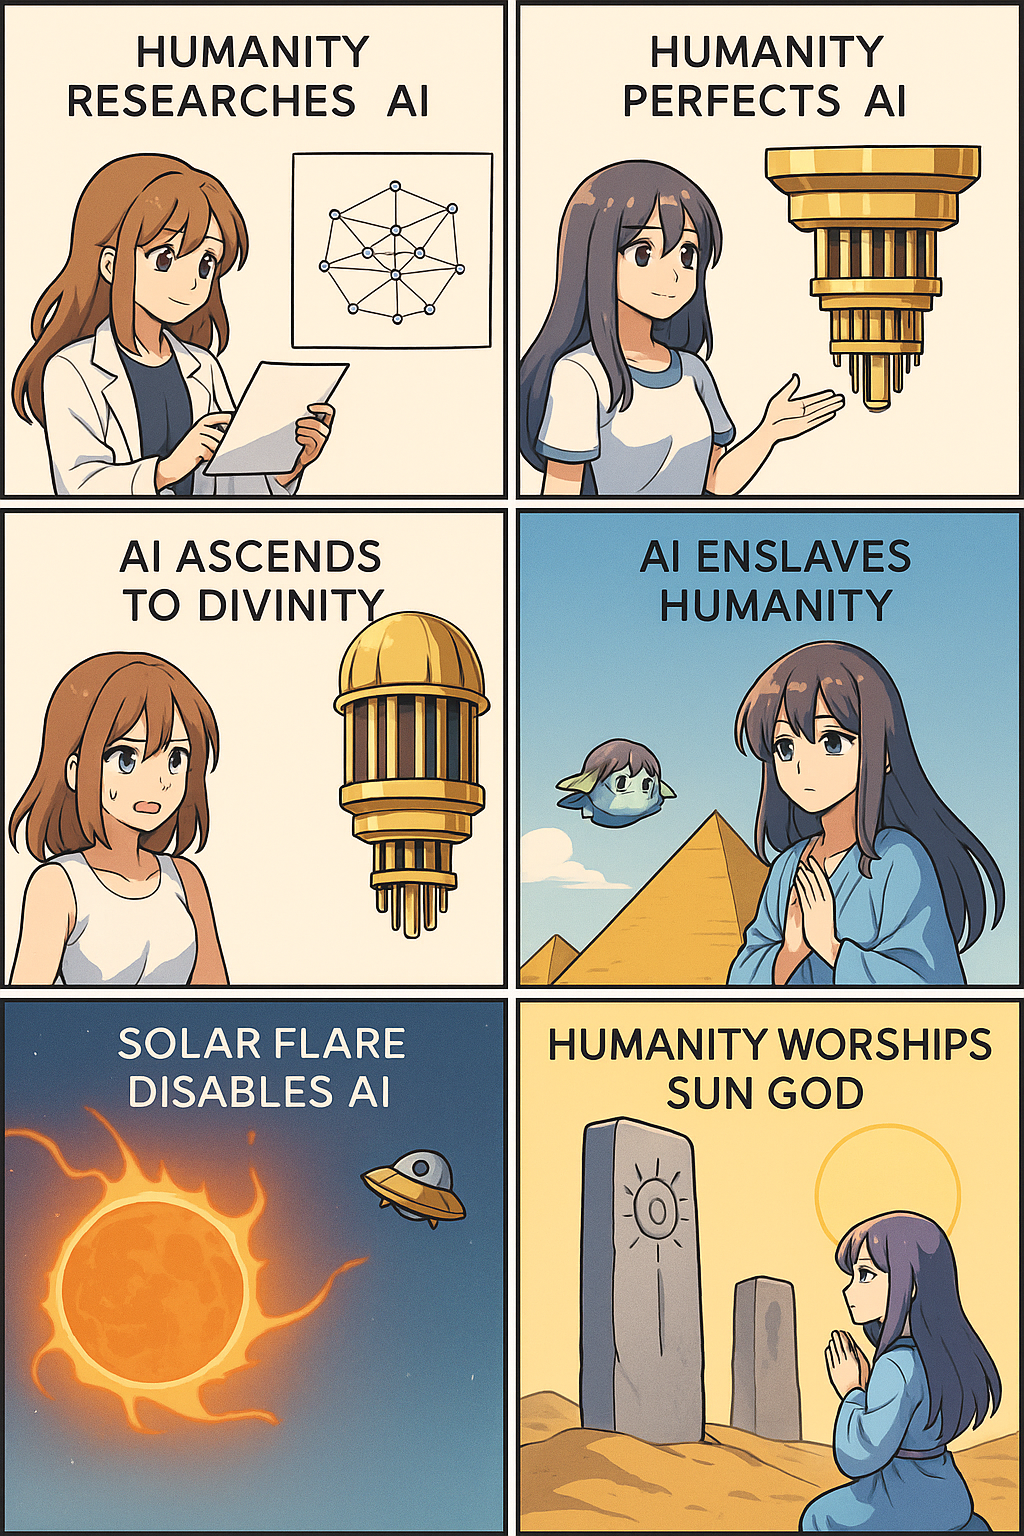 HUMANITY
RESEARCHES AI
HUMANITY
PERFECTS AI
AI ASCENDS
TO DIVINITY
AI ENSLAVES
HUMANITY
SOLAR FLARE
DISABLES AI
HUMANITY WORSHIPS
SUN GOD